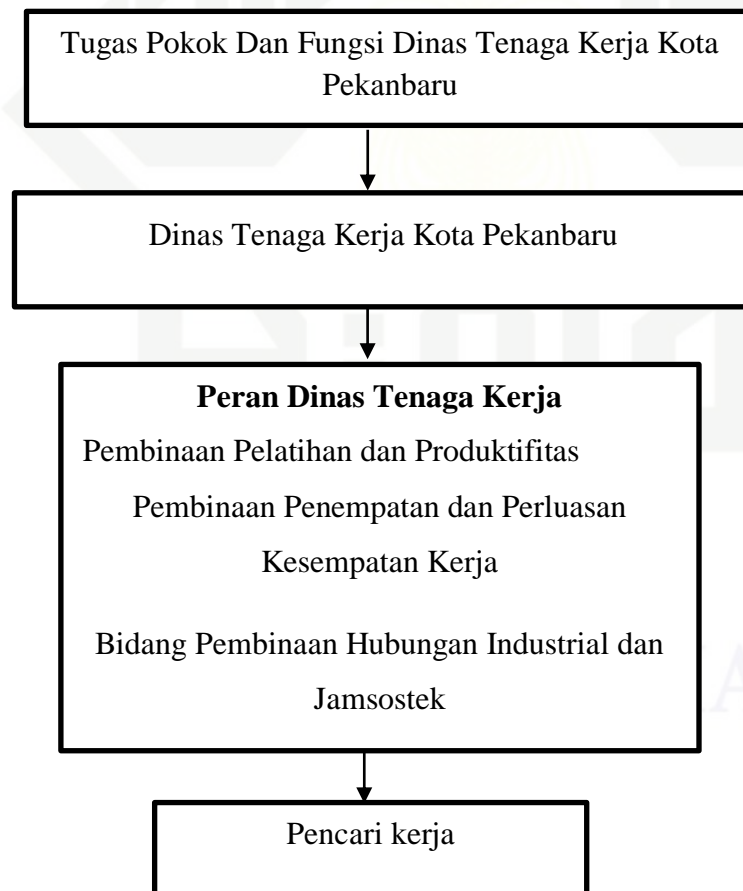 Tugas Pokok Dan Fungsi Dinas Tenaga Kerja Kota
Pekanbaru
Dinas Tenaga Kerja Kota Pekanbaru
Peran Dinas Tenaga Kerja
Pembinaan Pelatihan dan Produktifitas
Pembinaan Penempatan dan Perluasan
Kesempatan Kerja
Bidang Pembinaan Hubungan Industrial dan
Jamsostek
Pencari kerja